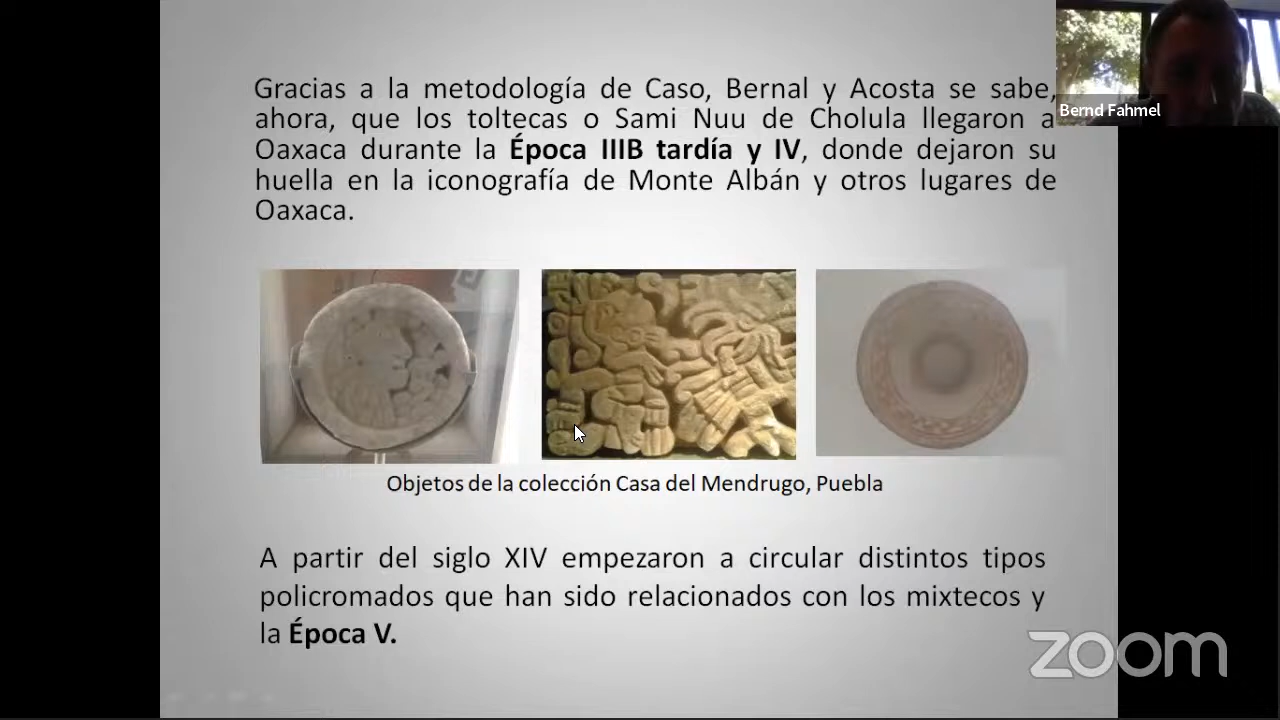 Gracias a la metodología de Caso, Bernal y Acosta se sabe,
ahora, que los toltecas o Sami Nuu de Cholula llegaron a
Oaxaca durante la Época IIIB tardía y IV, donde dejaron su
huella en la iconografía de Monte Albán y otros lugares de
Oaxaca.
Bernd Fahmel
Objetos de la colección Casa del Mendrugo, Puebla
A partir del siglo XIV empezaron a circular distintos tipos
policromados que han sido relacionados con los mixtecos y
la Época V.
zoom